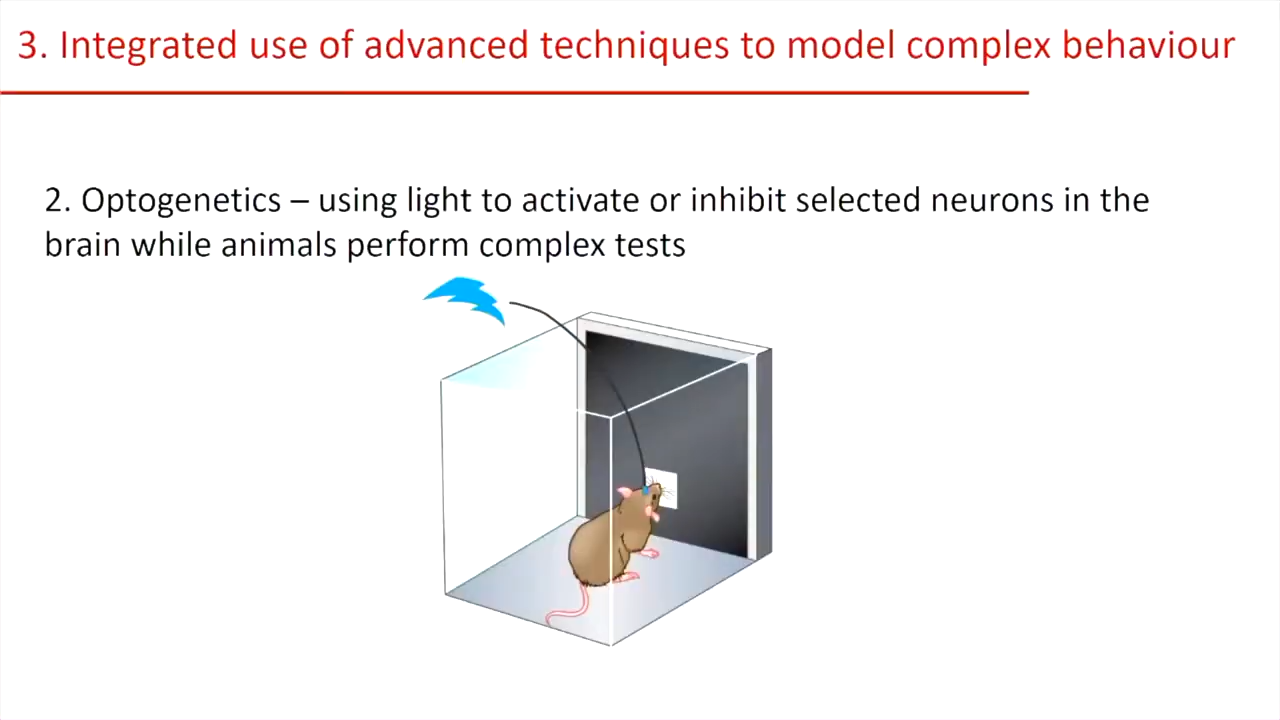 3. Integrated use of advanced techniques to model complex behaviour
2. Optogenetics – using light to activate or inhibit selected neurons in the
brain while animals perform complex tests